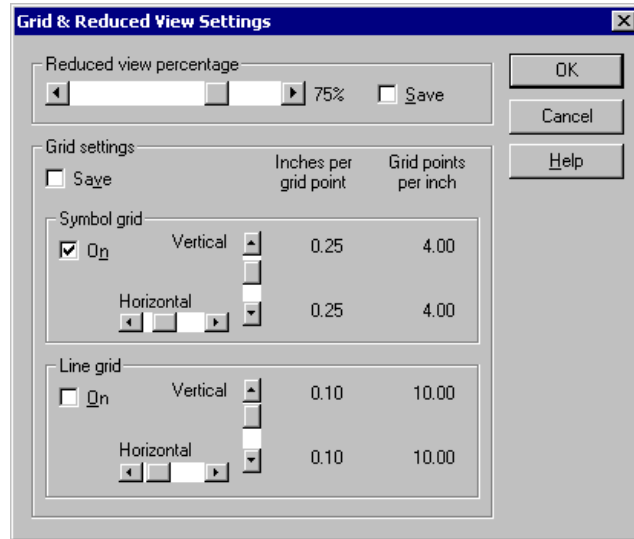 Grid & Reduced View Settings
Reduced view percentage
75%
Save
OK
Cancel
Help
Grid settings
Save
Inches per grid point
Grid points per inch
Symbol grid
On
Vertical
0.25
4.00
Horizontal
0.25
4.00
Line grid
On
Vertical
0.10
10.00
Horizontal
0.10
10.00